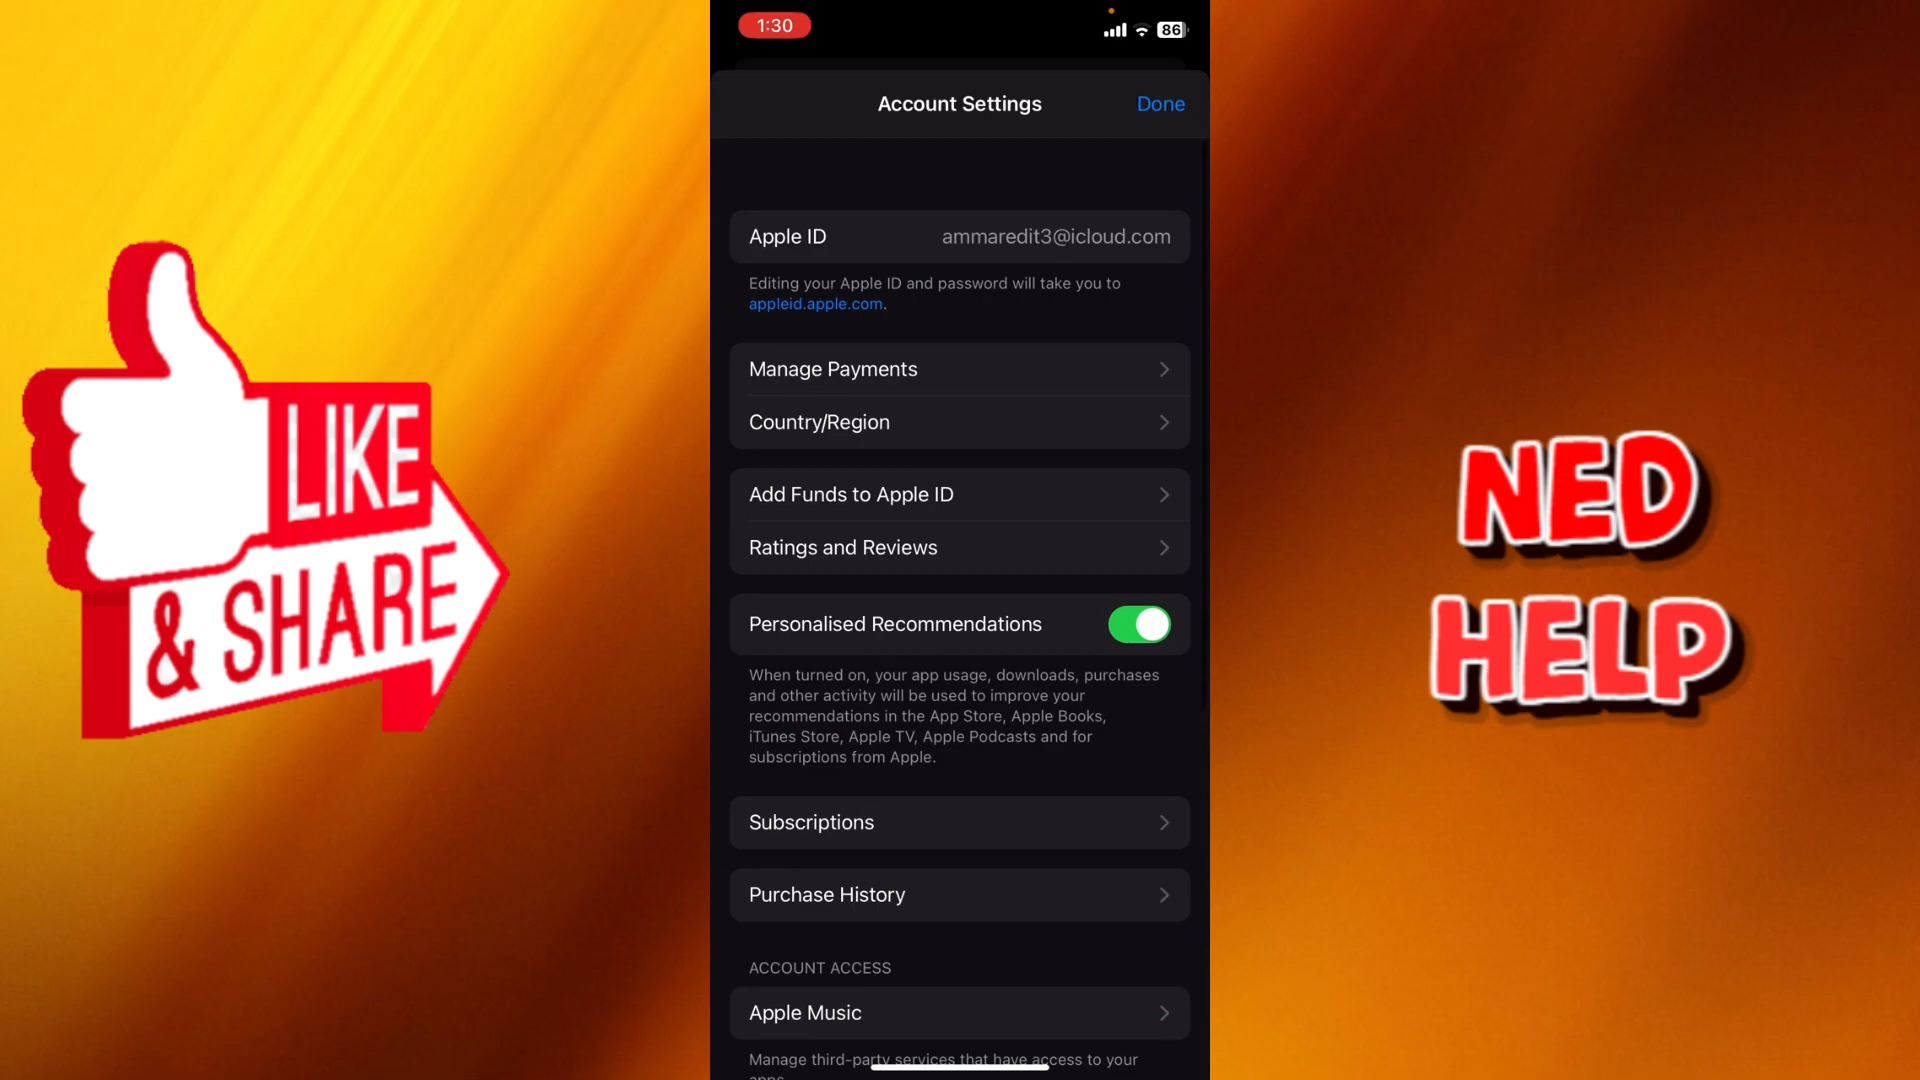 1:30
86
Account Settings
Done
Apple ID
ammaredit3@icloud.com
Editing your Apple ID and password will take you to
appleid.apple.com.
Manage Payments
Country/Region
Add Funds to Apple ID
Ratings and Reviews
Personalised Recommendations
When turned on, your app usage, downloads, purchases
and other activity will be used to improve your
recommendations in the App Store, Apple Books,
iTunes Store, Apple TV, Apple Podcasts and for
subscriptions from Apple.
Subscriptions
Purchase History
ACCOUNT ACCESS
Apple Music
Manage third-party services that have access to your
apps
LIKE
& SHARE
NED
HELP